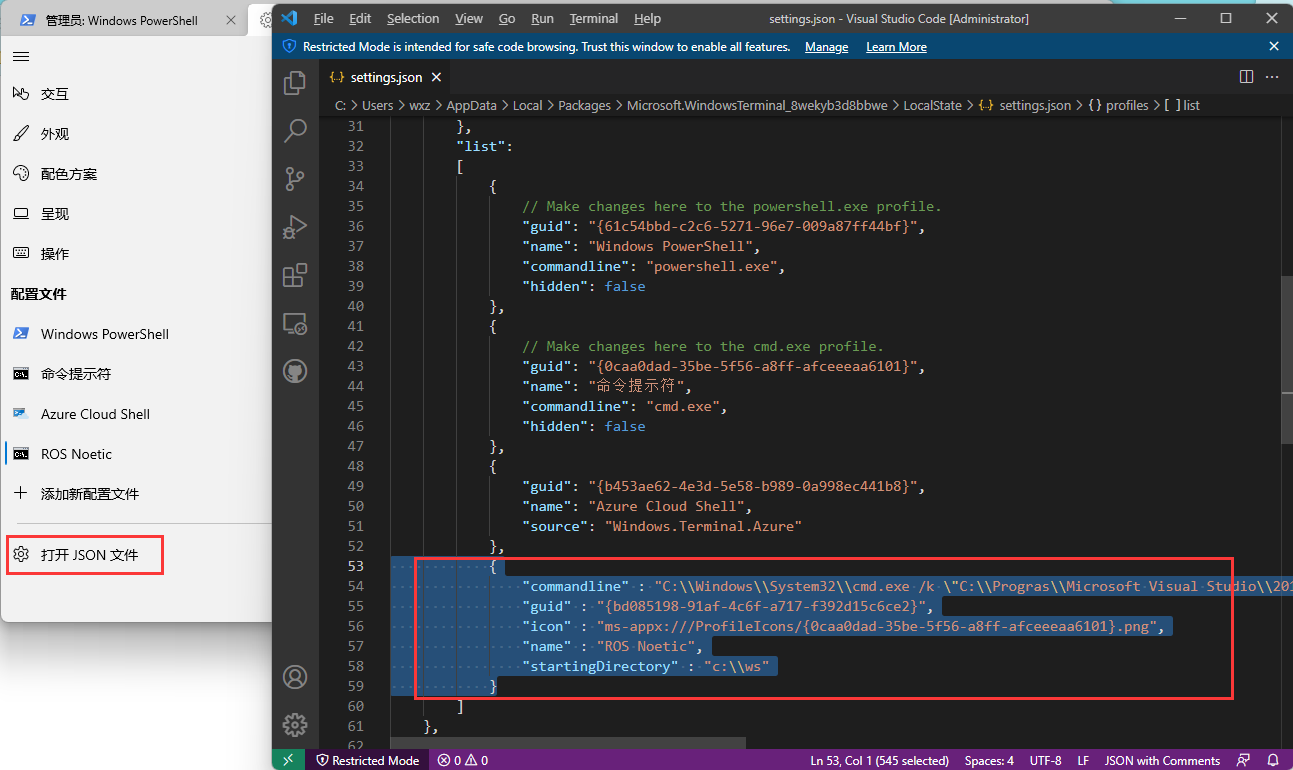 管理员: Windows PowerShell
交互
外观
配色方案
呈现
操作
配置文件
Windows PowerShell
命令提示符
Azure Cloud Shell
ROS Noetic
添加新配置文件
打开 JSON 文件
File Edit Selection View Go Run Terminal Help settings.json - Visual Studio Code [Administrator]
Restricted Mode is intended for safe code browsing. Trust this window to enable all features. Manage Learn More
settings.json
C: > Users > wxz > AppData > Local > Packages > Microsoft.WindowsTerminal_8wekyb3d8bbwe > LocalState > {..} settings.json > { } profiles > [ ] list
31 },
32 "list":
33 [
34 {
35 // Make changes here to the powershell.exe profile.
36 "guid": "{61c54bbd-c2c6-5271-96e7-009a87ff44bf}",
37 "name": "Windows PowerShell",
38 "commandline": "powershell.exe",
39 "hidden": false
40 },
41 {
42 // Make changes here to the cmd.exe profile.
43 "guid": "{0caa0dad-35be-5f56-a8ff-afceeeaa6101}",
44 "name": "命令提示符",
45 "commandline": "cmd.exe",
46 "hidden": false
47 },
48 {
49 "guid": "{b453ae62-4e3d-5e58-b989-0a998ec441b8}",
50 "name": "Azure Cloud Shell",
51 "source": "Windows.Terminal.Azure"
52 },
53 {
54 "commandline" : "C:\\Windows\\System32\\cmd.exe /k \"C:\\Progras\\Microsoft Visual Studio\\201
55 "guid" : "{bd085198-91af-4c6f-a717-f392d15c6ce2}",
56 "icon" : "ms-appx:///ProfileIcons/{0caa0dad-35be-5f56-a8ff-afceeeaa6101}.png",
57 "name" : "ROS Noetic",
58 "startingDirectory" : "c:\\ws"
59 }
60 ]
61 },
62
Restricted Mode 0 0 Ln 53, Col 1 (545 selected) Spaces: 4 UTF-8 LF JSON with Comments